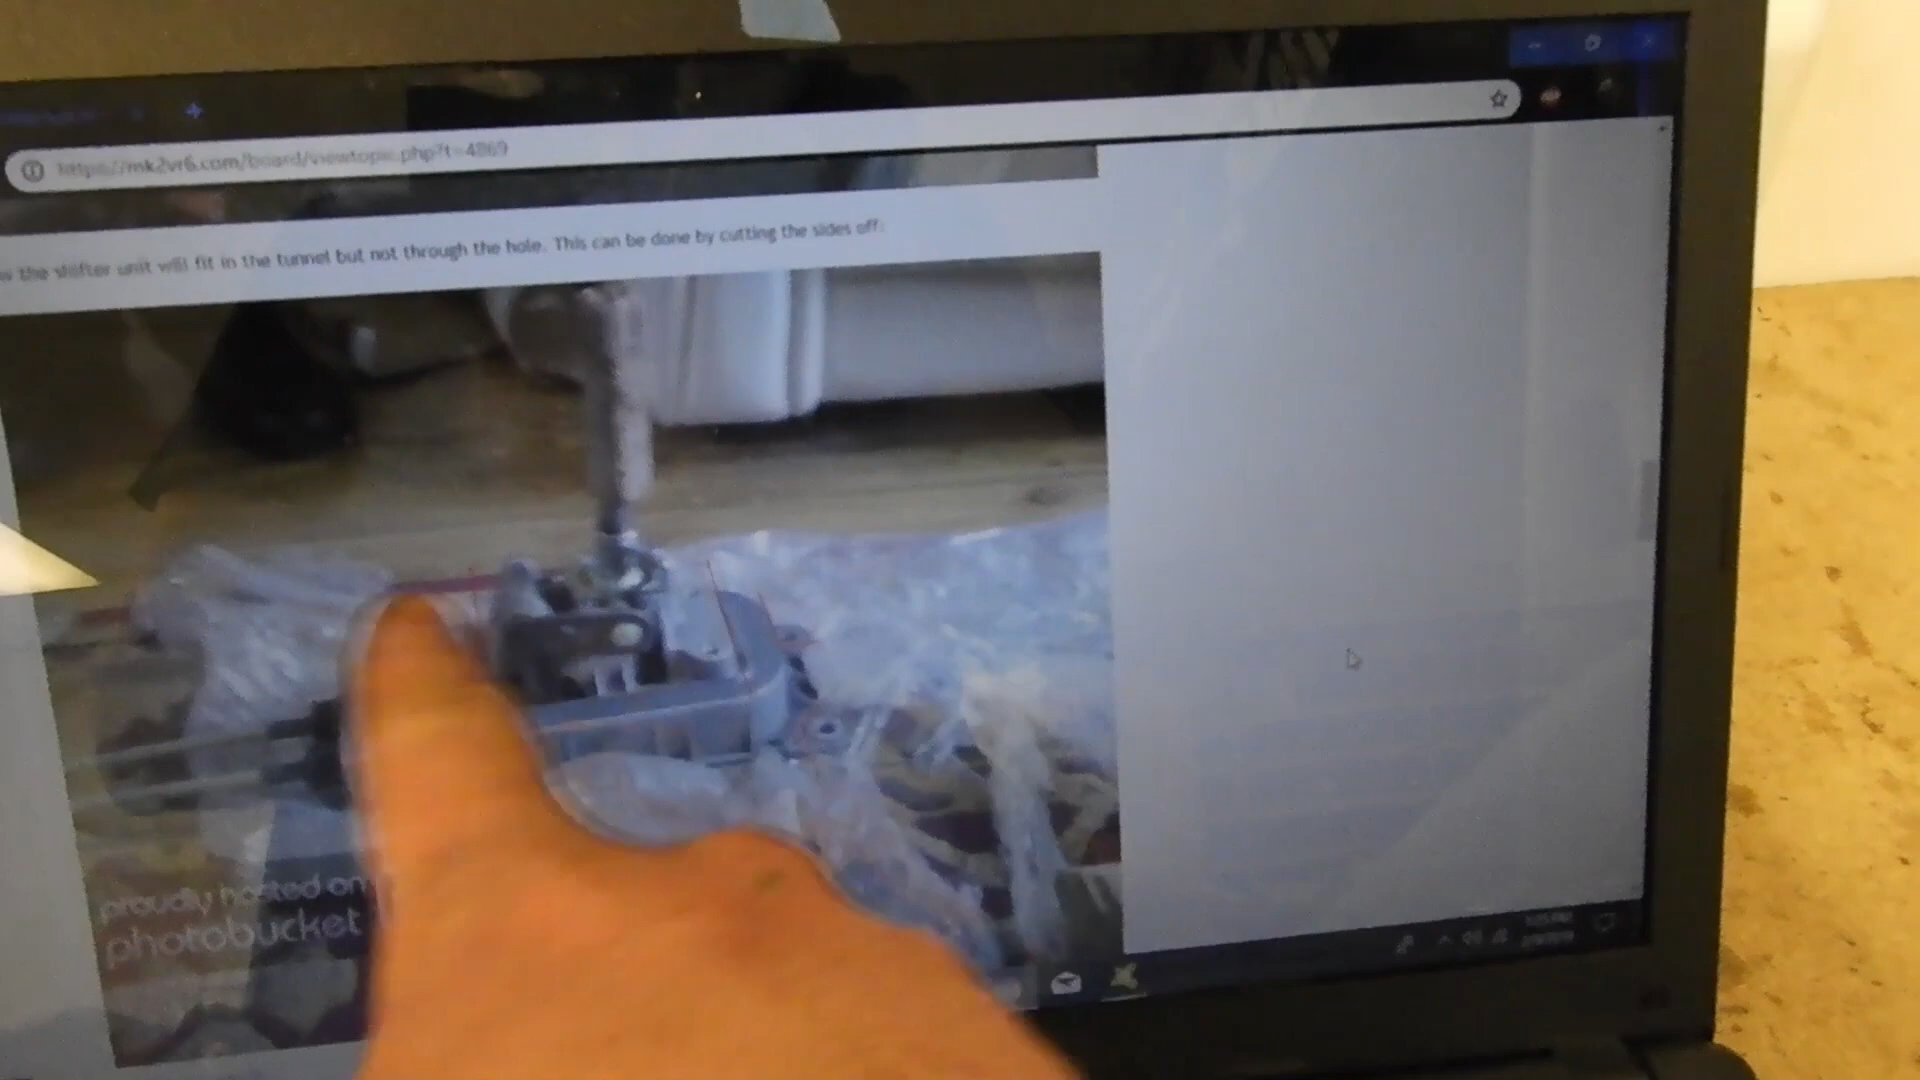 https://mk2vr6.com/board/viewtopic.php?t=4869
the shifter unit will fit in the tunnel but not through the hole. This can be done by cutting the sides off:
proudly hosted on
photobucket